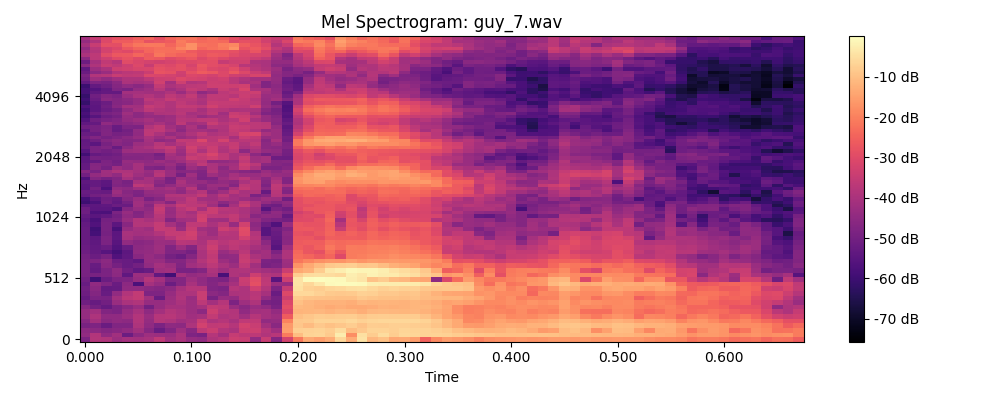 Mel Spectrogram: guy_7.wav
Hz
4096
2048
1024
512
0
0.000 0.100 0.200 0.300 0.400 0.500 0.600
Time
-10 dB
-20 dB
-30 dB
-40 dB
-50 dB
-60 dB
-70 dB